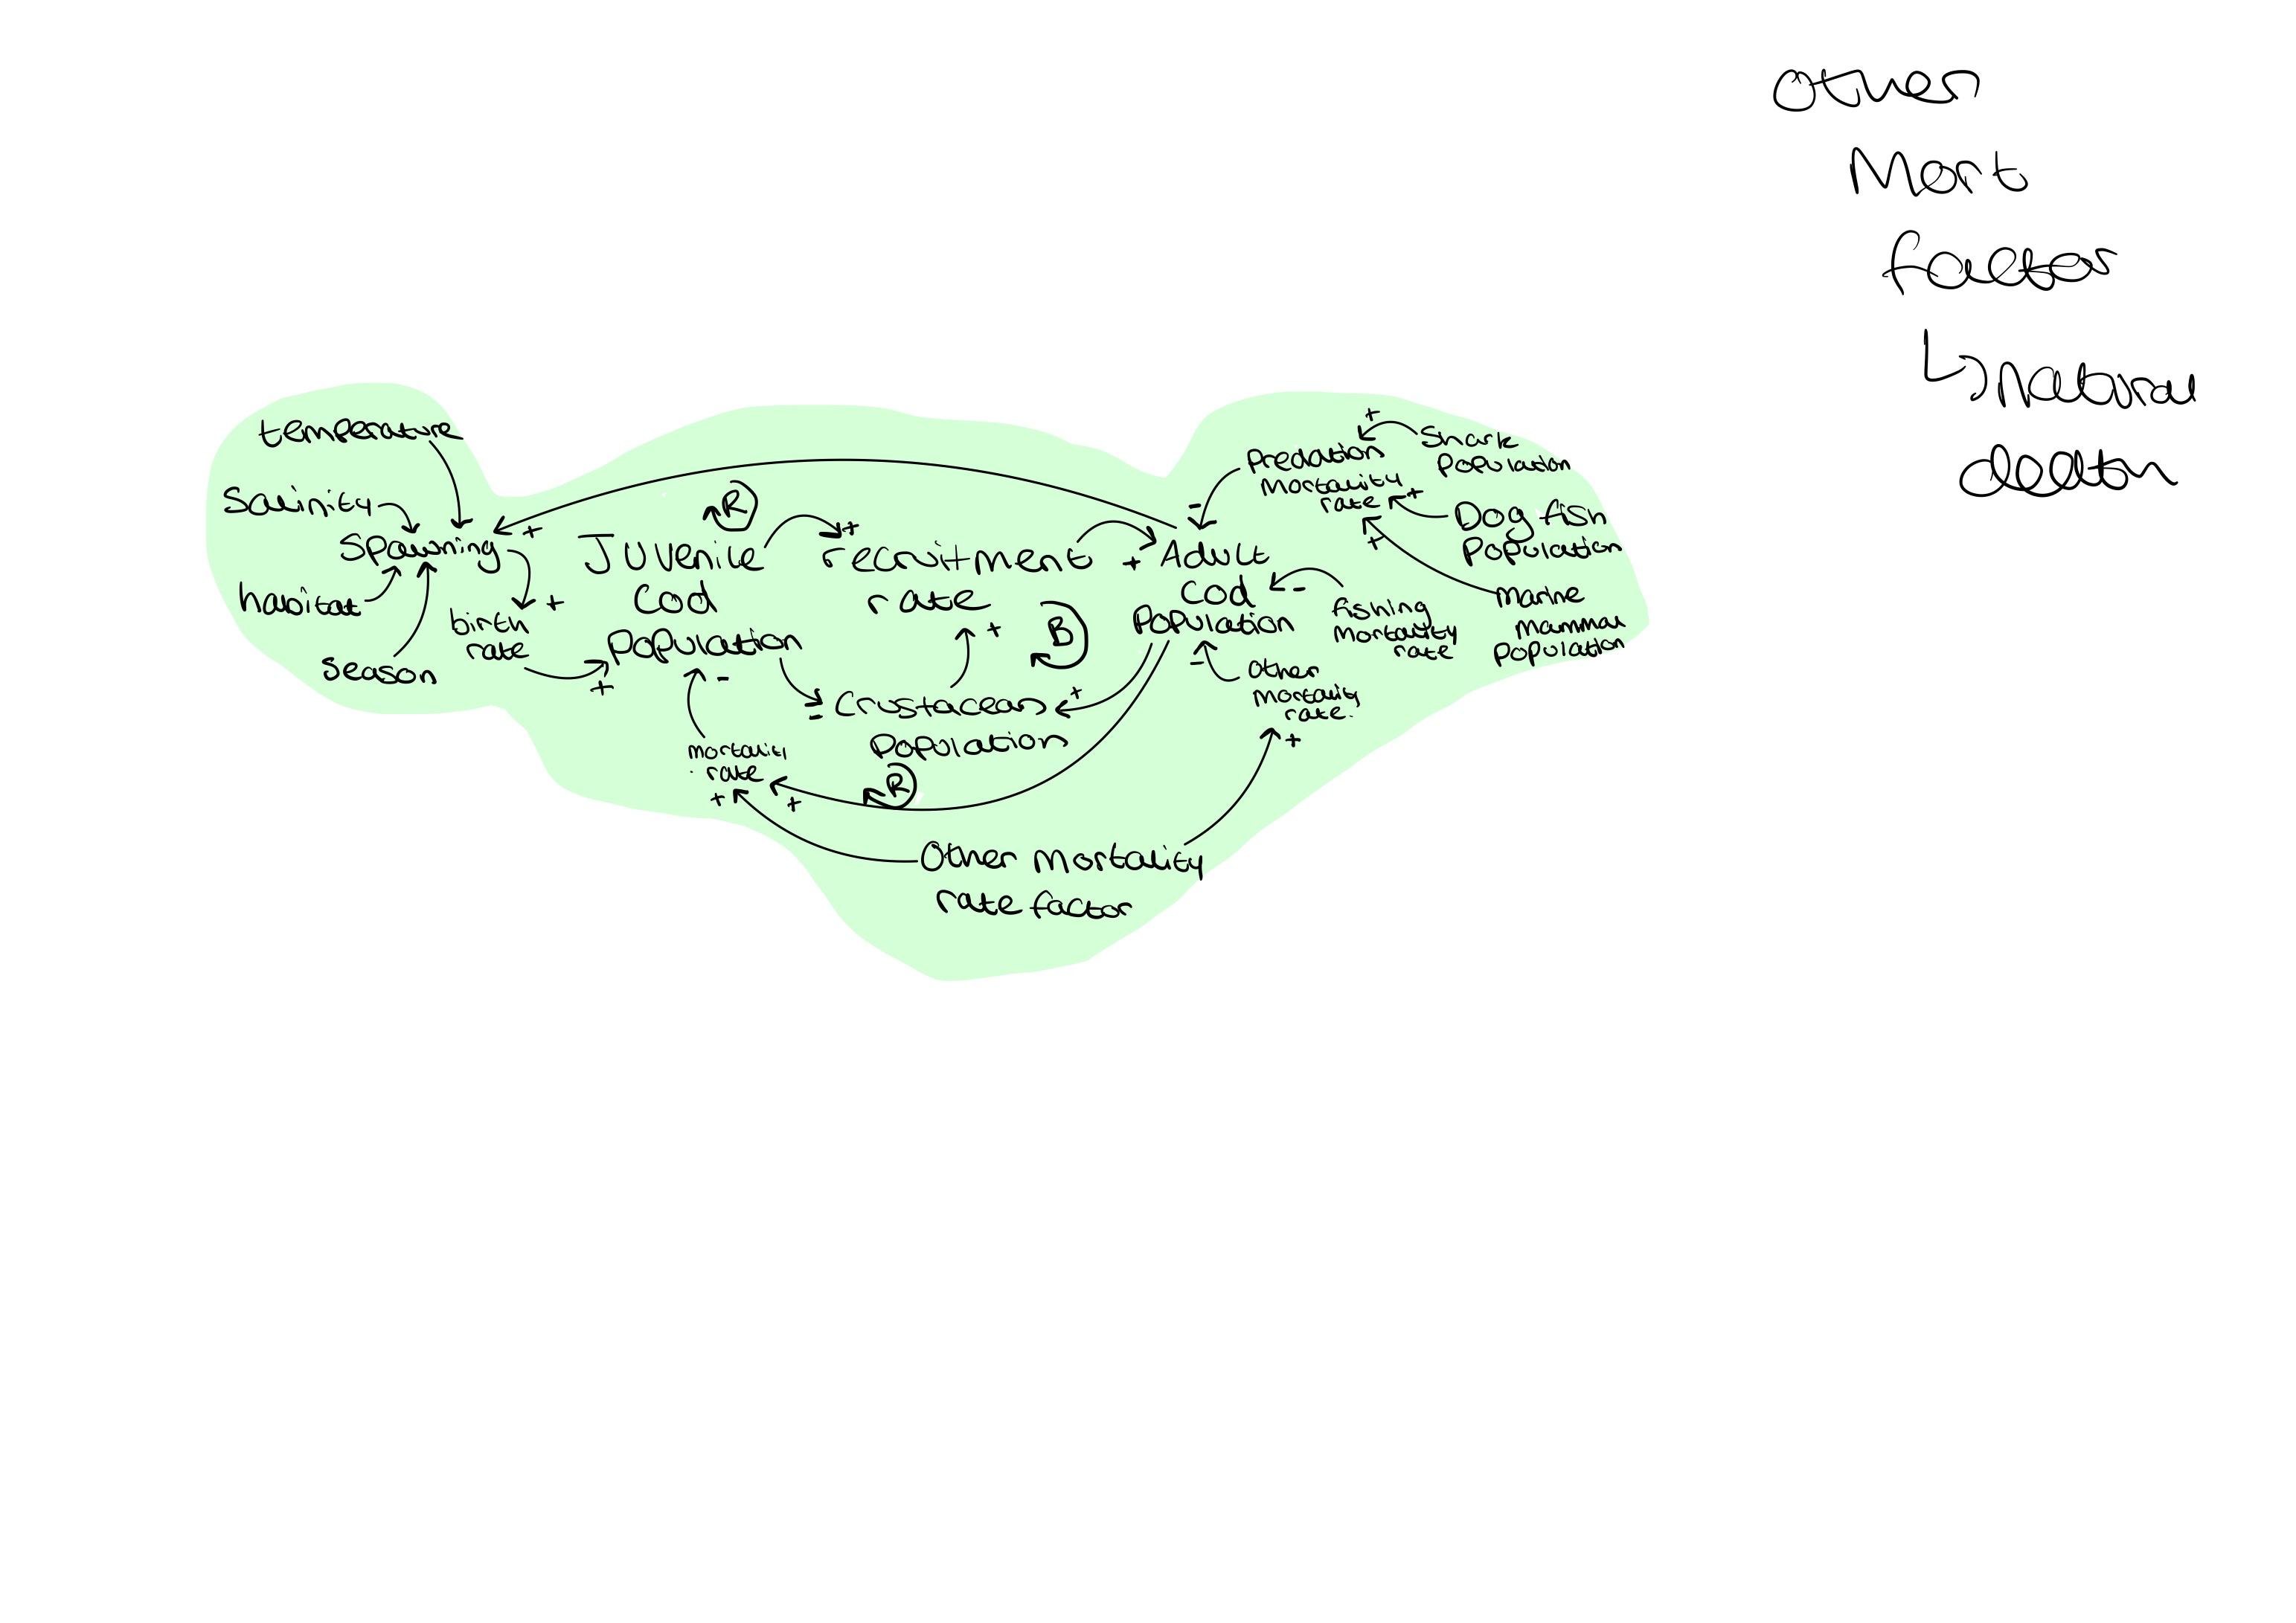 Other
Mort
factor
↳ Natural
death
temperature
Salinity
Spawning
habitat
Season
birth
rate
+
+
+
R
Juvenile
Cod
Population
+
recruitment
rate
+
+
Adult
Cod
Population
B
-
Predation
Mortality
rate
+
Shark
Population
+
Dog fish
Population
+
Marine
Mammal
Population
-
fishing
Mortality
rate
-
Other
Mortality
rate.
+
-
Crustacean
Population
+
-
mortality
rate
+
+
R
Other Mortality
rate factor